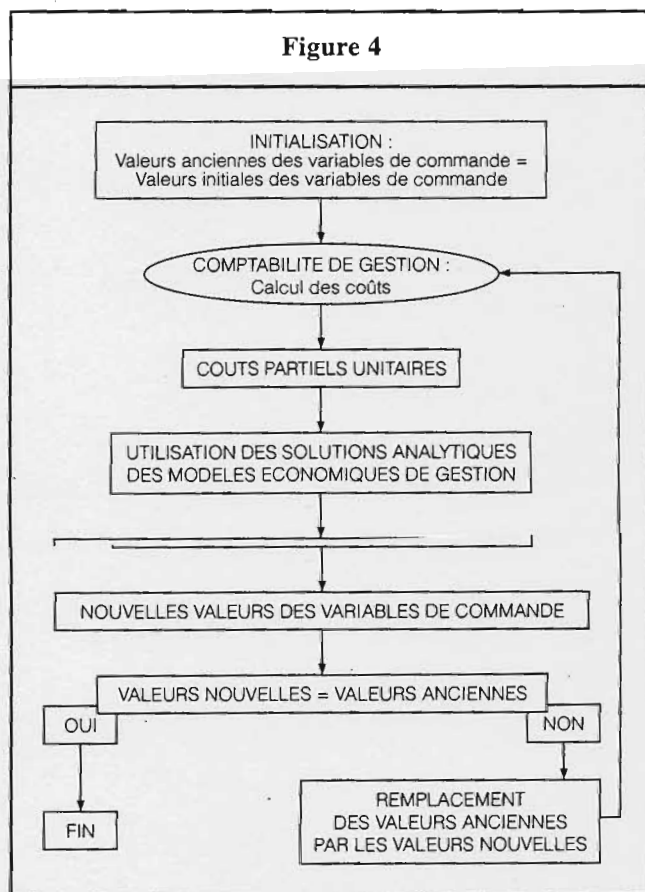 Figure 4
INITIALISATION :
Valeurs anciennes des variables de commande =
Valeurs initiales des variables de commande
COMPTABILITE DE GESTION :
Calcul des coûts
COUTS PARTIELS UNITAIRES
UTILISATION DES SOLUTIONS ANALYTIQUES
DES MODELES ECONOMIQUES DE GESTION
NOUVELLES VALEURS DES VARIABLES DE COMMANDE
VALEURS NOUVELLES = VALEURS ANCIENNES
OUI
NON
FIN
REMPLACEMENT
DES VALEURS ANCIENNES
PAR LES VALEURS NOUVELLES